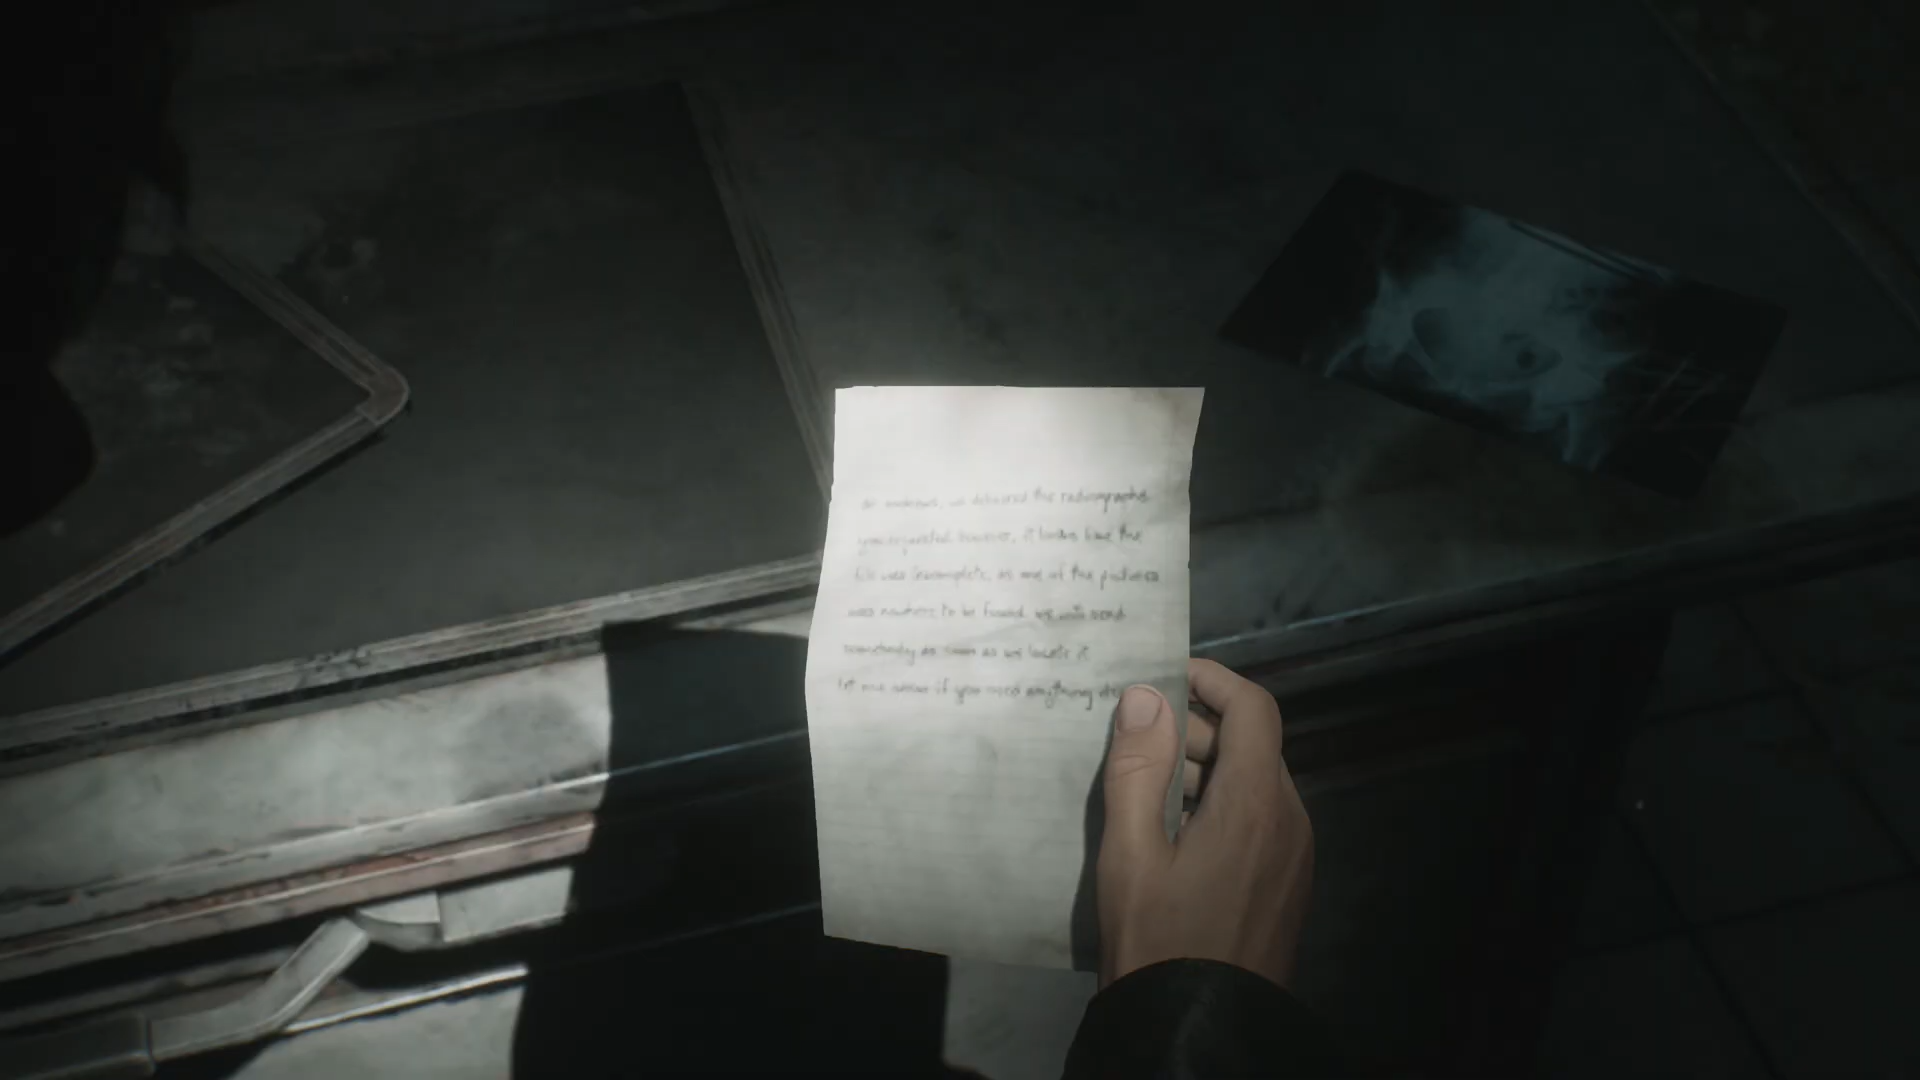 Dr Andrews, we delivered the radiographs
you requested. however, it looks like the
file was incomplete, as one of the pictures
was nowhere to be found. we will send
somebody as soon as we locate it
let me know if you need anything